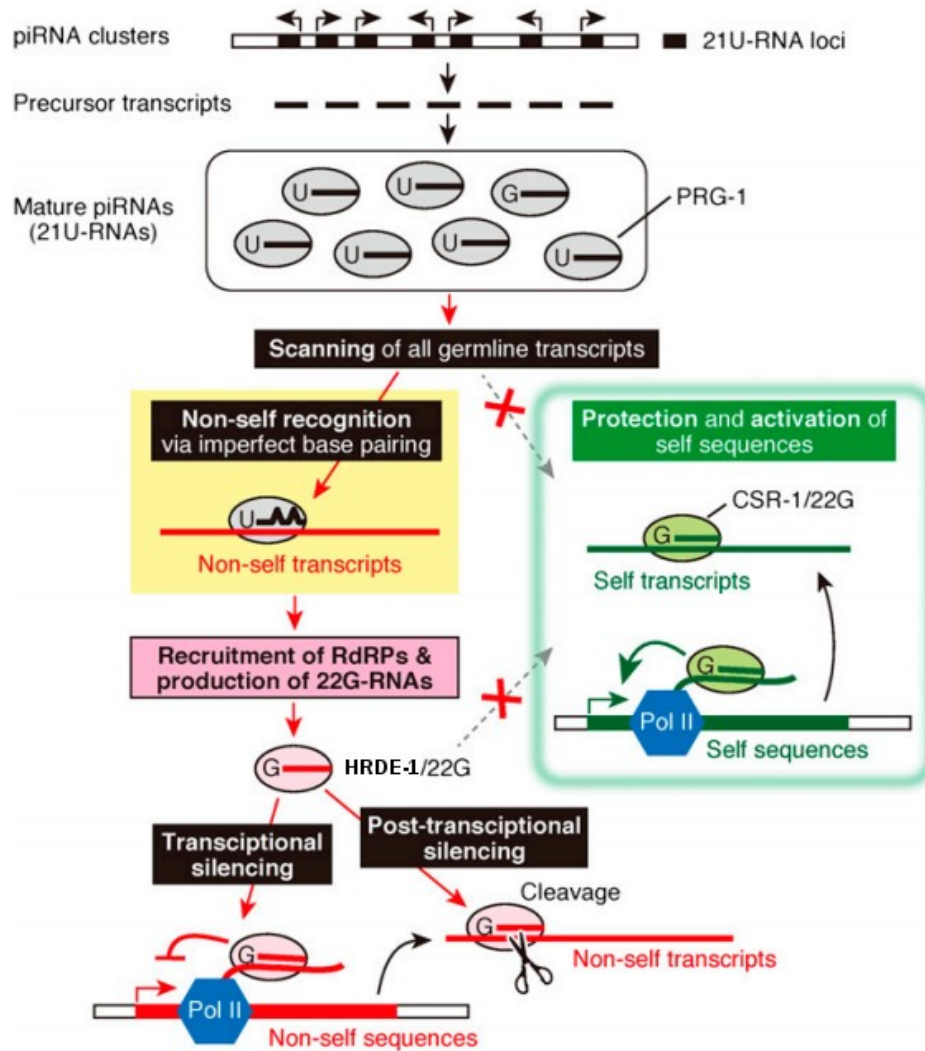 piRNA clusters
21U-RNA loci
Precursor transcripts
Mature piRNAs
(21U-RNAs)
U
U
G
PRG-1
U
U
U
U
Scanning of all germline transcripts
Non-self recognition
via imperfect base pairing
U
Non-self transcripts
Protection and activation of
self sequences
CSR-1/22G
G
Self transcripts
Recruitment of RdRPs &
production of 22G-RNAs
G
Pol II
Self sequences
G
HRDE-1/22G
Transciptional
silencing
Post-transciptional
silencing
Cleavage
G
Non-self transcripts
G
Pol II
Non-self sequences